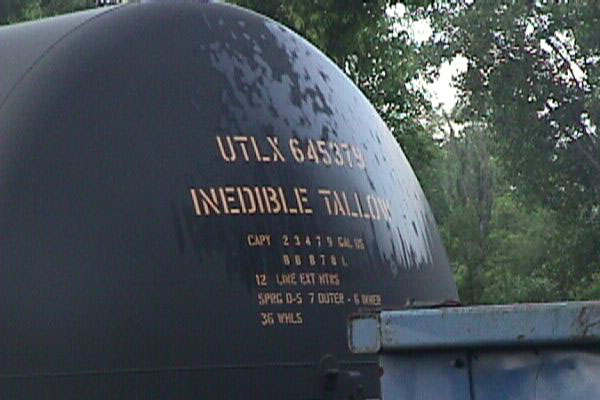 UTLX 645379
INEDIBLE TALLOW
CAPY 23479 GAL US
88878 L
12 LINE EXT HTRS
SPRG D-5 7 OUTER - 6 INNER
36 WHLS